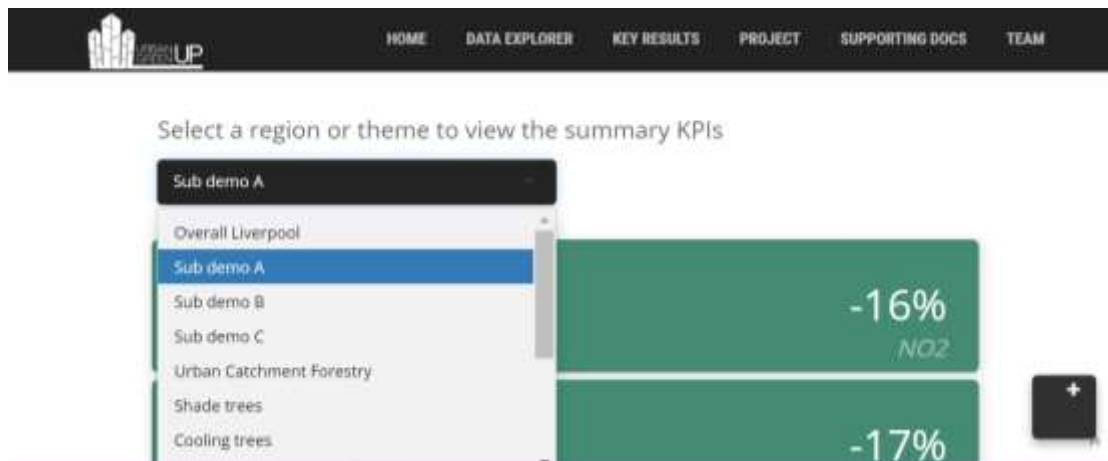 UP
HOME DATA EXPLORER KEY RESULTS PROJECT SUPPORTING DOCS TEAM
Select a region or theme to view the summary KPIs
Sub demo A
Overall Liverpool
Sub demo A
Sub demo B
Sub demo C
Urban Catchment Forestry
Shade trees
Cooling trees
-16%
NO2
-17%
+